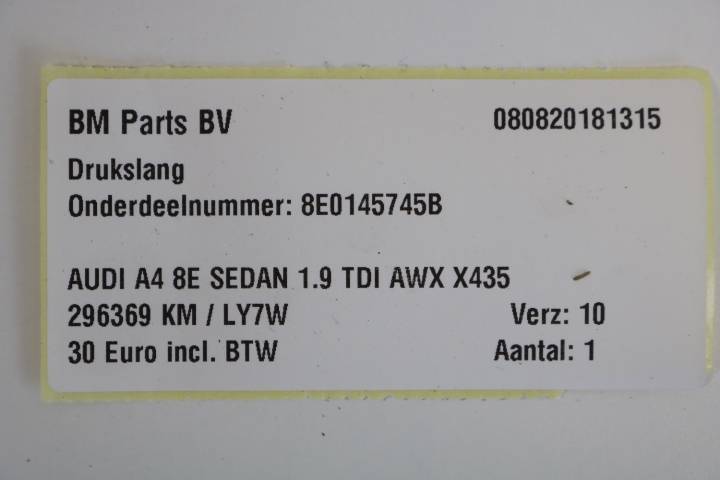 BM Parts BV 080820181315
Drukslang
Onderdeelnummer: 8E0145745B
AUDI A4 8E SEDAN 1.9 TDI AWX X435
296369 KM / LY7W Verz: 10
30 Euro incl. BTW Aantal: 1